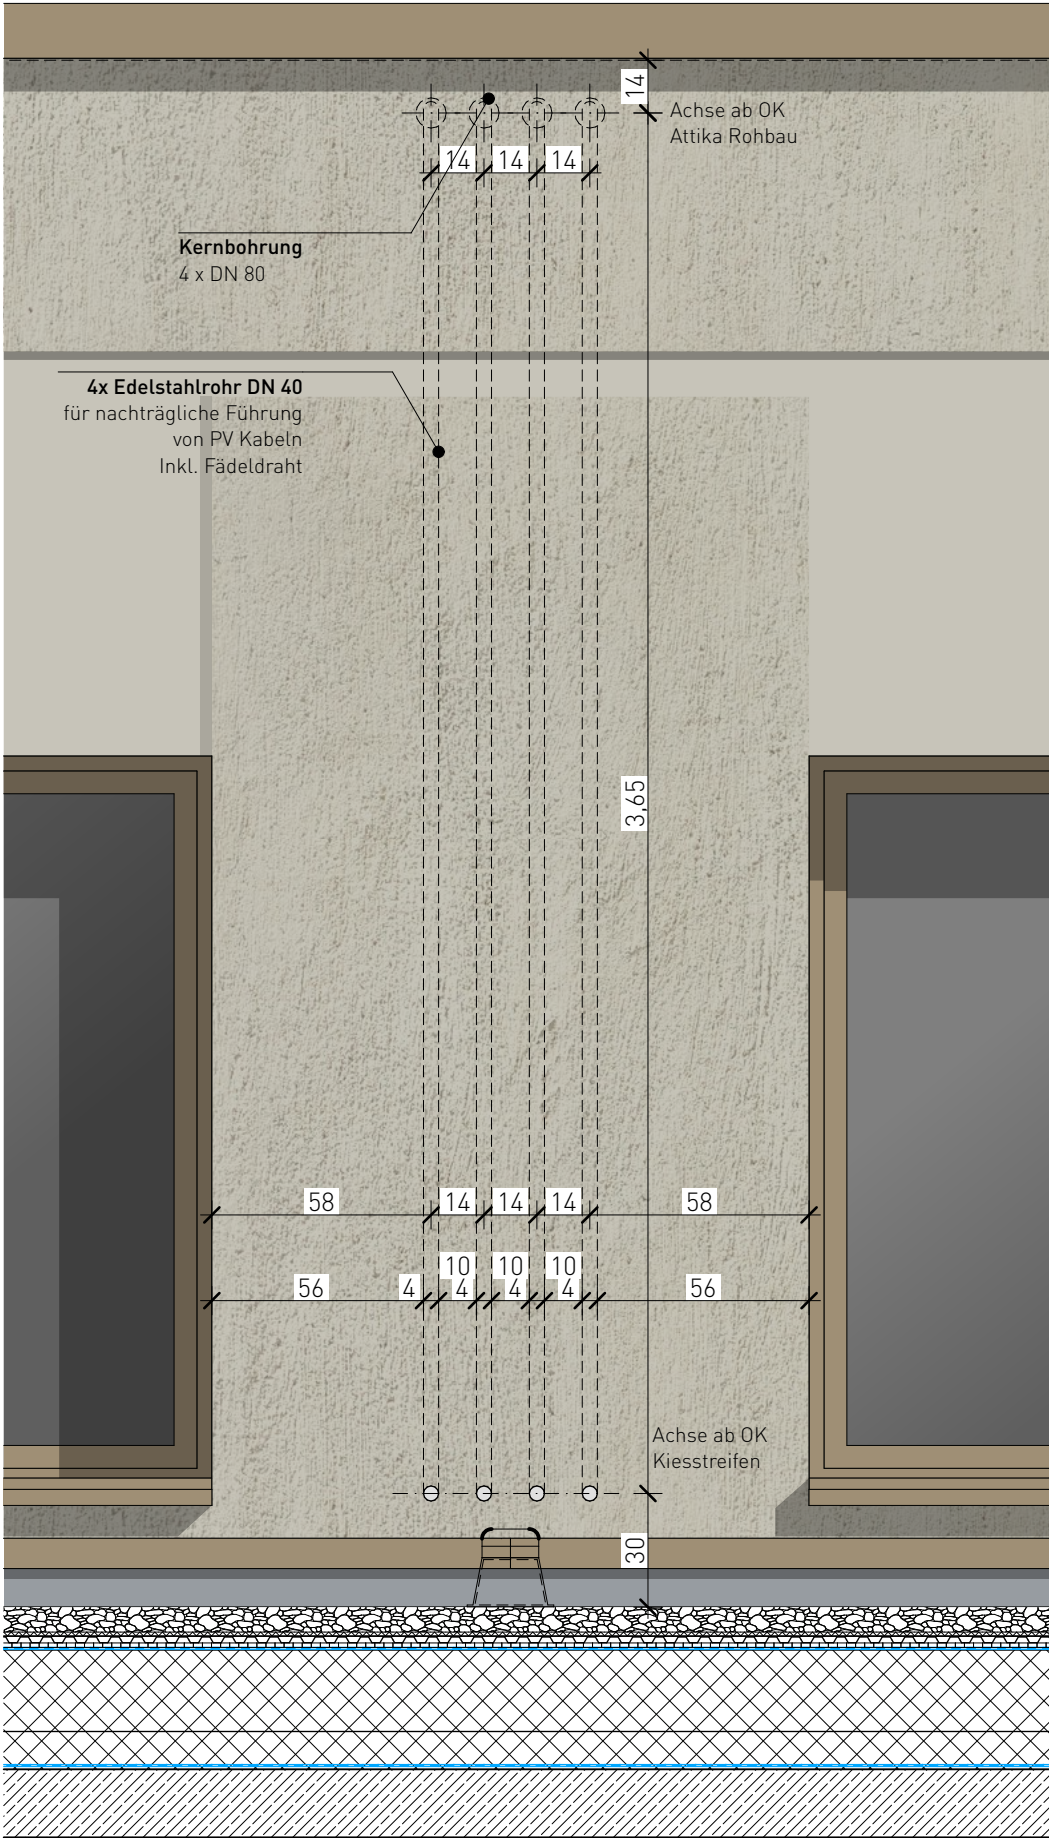 14
Achse ab OK
Attika Rohbau
14 14 14
Kernbohrung
4 x DN 80
4x Edelstahlrohr DN 40
für nachträgliche Führung
von PV Kabeln
Inkl. Fädeldraht
3,65
58 14 14 14 58
10 10 10
56 4 4 4 4 56
Achse ab OK
Kiesstreifen
30